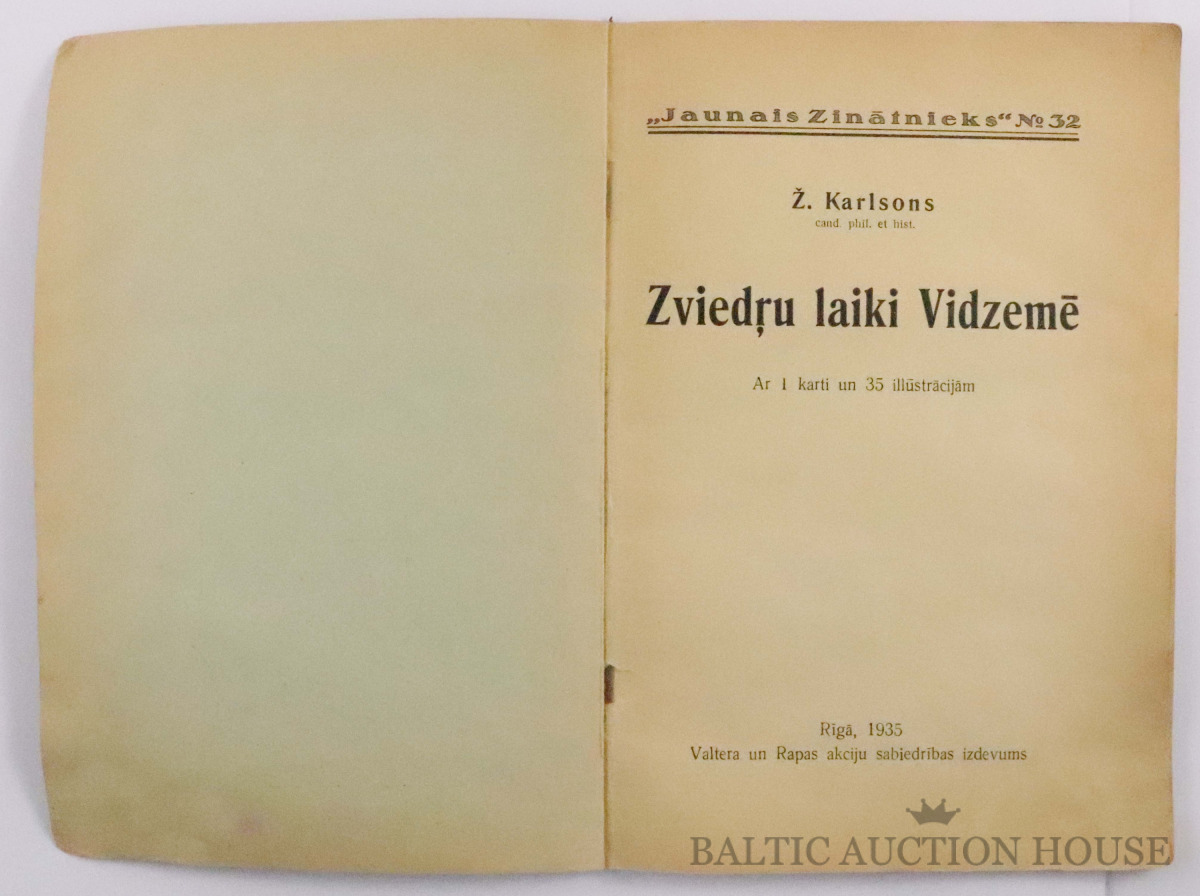 „Jaunais Zinātnieks“ № 32
Ž. Karlsons
cand. phil. et hist.
Zviedŗu laiki Vidzemē
Ar 1 karti un 35 illūstrācijām
Rīgā, 1935
Valtera un Rapas akciju sabiedrības izdevums
BALTIC AUCTION HOUSE